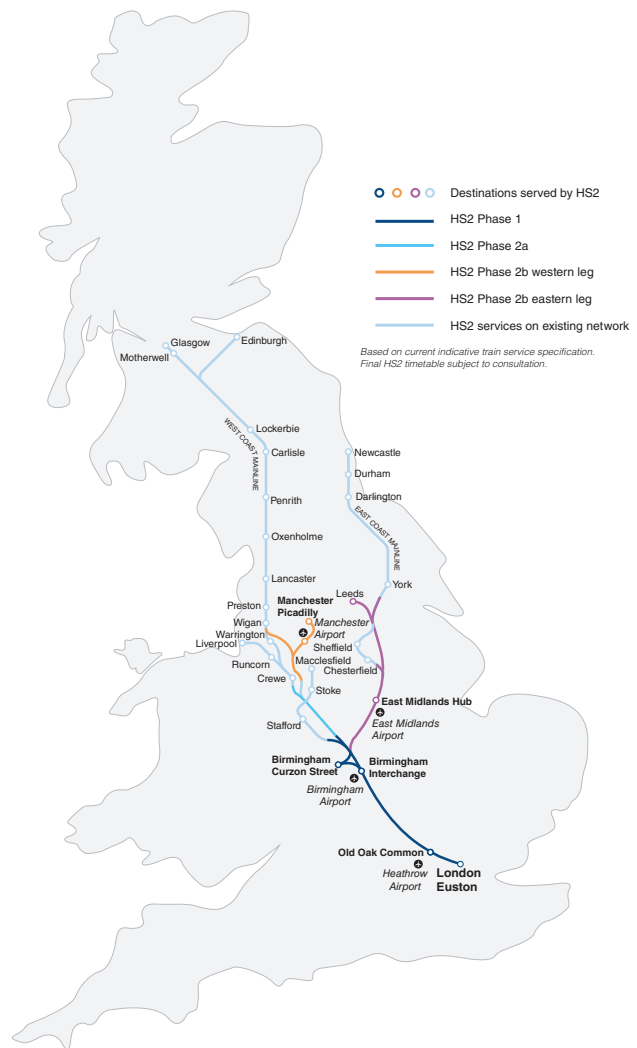 Destinations served by HS2
HS2 Phase 1
HS2 Phase 2a
HS2 Phase 2b western leg
HS2 Phase 2b eastern leg
HS2 services on existing network
Based on current indicative train service specification.
Final HS2 timetable subject to consultation.
Glasgow
Edinburgh
Motherwell
Lockerbie
WEST COAST MAINLINE
Carlisle
Newcastle
Durham
Penrith
Darlington
EAST COAST MAINLINE
Oxenholme
Lancaster
York
Leeds
Preston
Manchester
Picadilly
Wigan
Manchester
Airport
Warrington
Liverpool
Sheffield
Runcorn
Macclesfield
Chesterfield
Crewe
Stoke
East Midlands Hub
Stafford
East Midlands
Airport
Birmingham
Curzon Street
Birmingham
Interchange
Birmingham
Airport
Old Oak Common
Heathrow
Airport
London
Euston